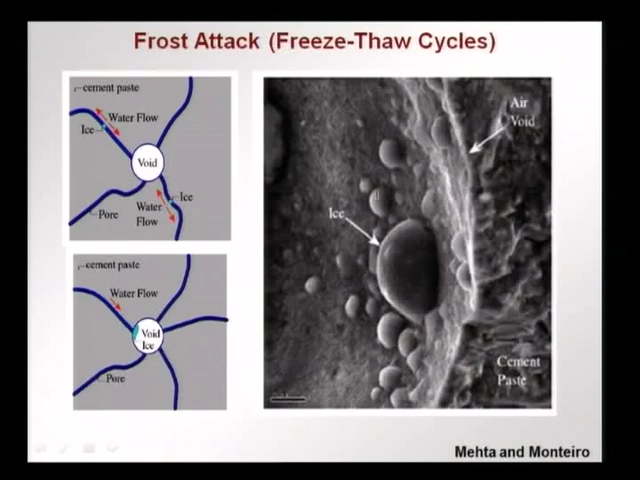 Frost Attack (Freeze-Thaw Cycles)
cement paste
Water Flow
Ice
Void
Ice
Water
Flow
Pore
cement paste
Water Flow
Void
Ice
Pore
Air
Void
Ice
Cement
Paste
Mehta and Monteiro